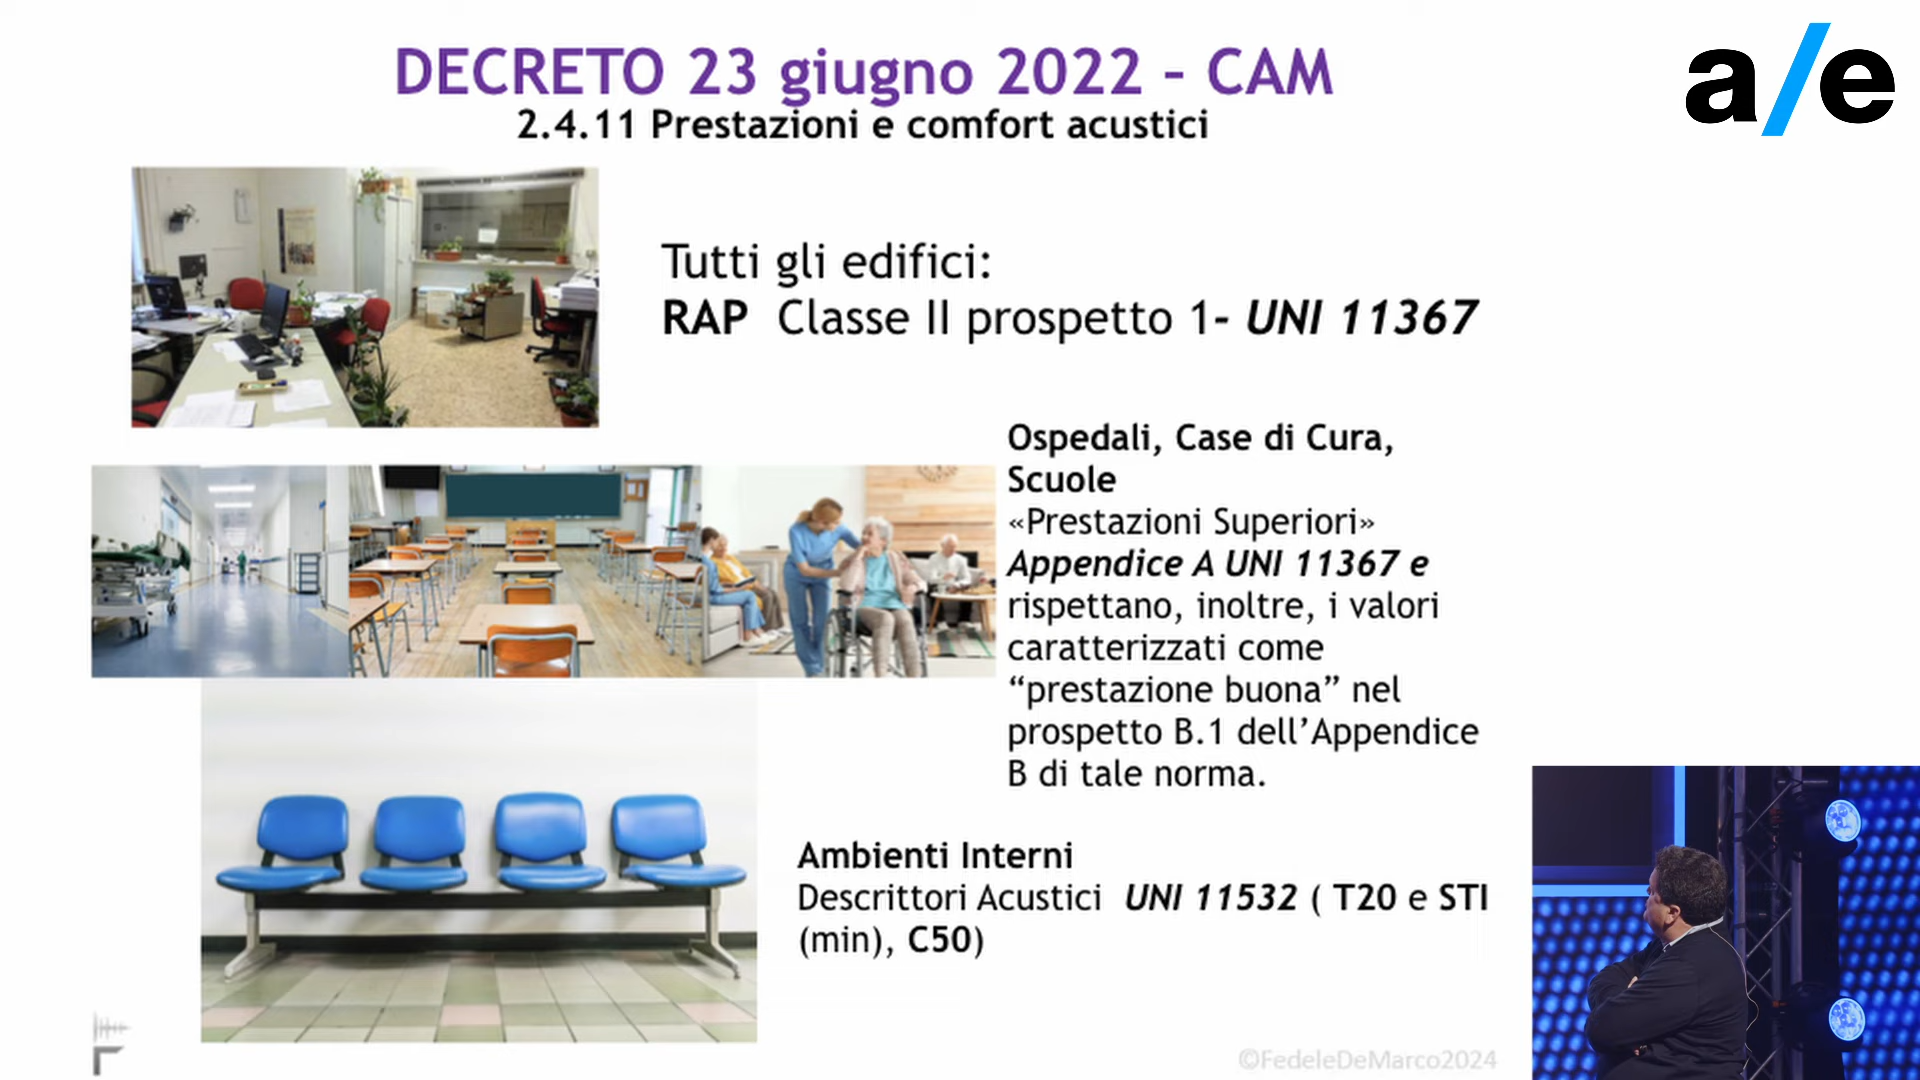 DECRETO 23 giugno 2022 - CAM
2.4.11 Prestazioni e comfort acustici
a/e
Tutti gli edifici:
RAP Classe II prospetto 1- UNI 11367
Ospedali, Case di Cura,
Scuole
«Prestazioni Superiori»
Appendice A UNI 11367 e
rispettano, inoltre, i valori
caratterizzati come
“prestazione buona” nel
prospetto B.1 dell’Appendice
B di tale norma.
Ambienti Interni
Descrittori Acustici UNI 11532 ( T20 e STI
(min), C50)
©FedeleDeMarco2024